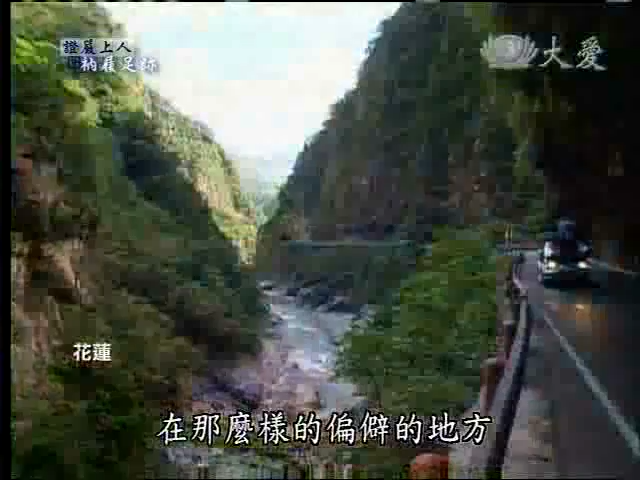 證嚴上人
衲履足跡
大愛
花蓮
在那麼樣的偏僻的地方